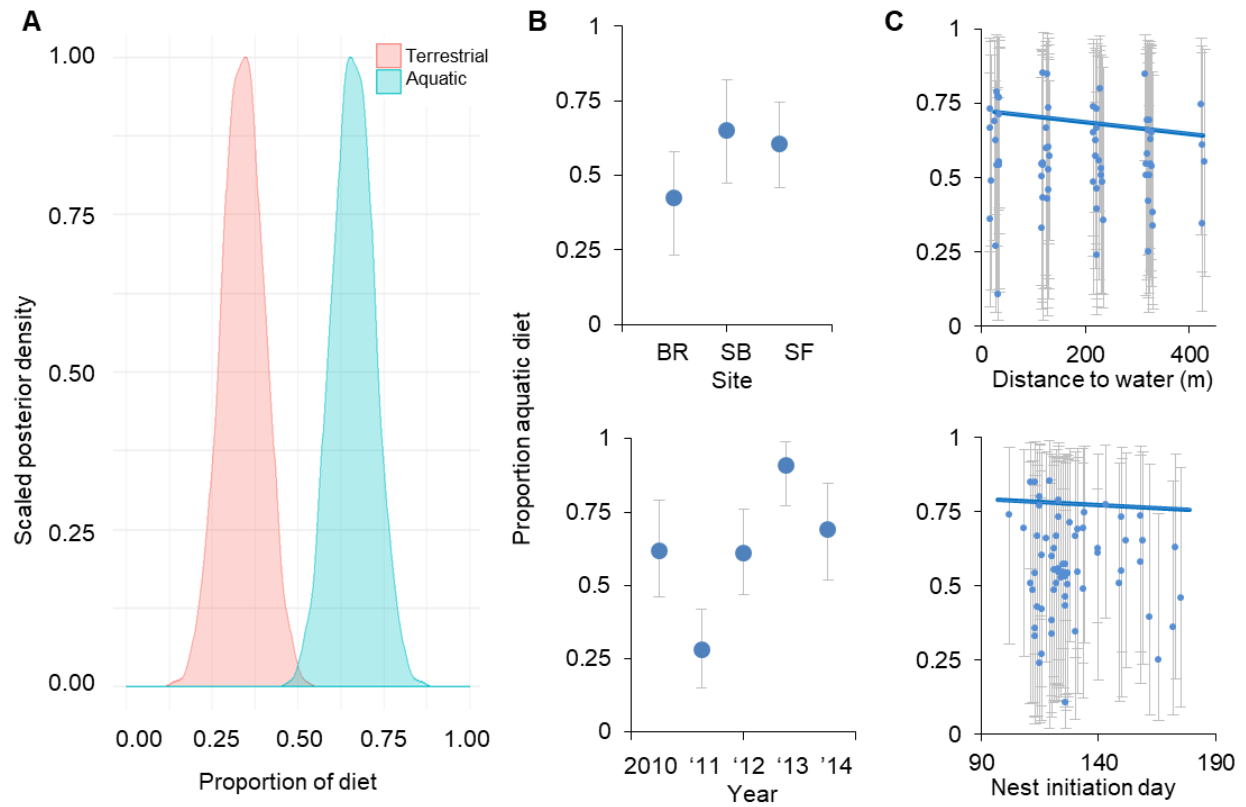 A
B
C
Terrestrial
Aquatic
1.00
0.75
0.50
0.25
0.00
Scaled posterior density
0.00 0.25 0.50 0.75 1.00
Proportion of diet
Proportion aquatic diet
1
0.75
0.5
0.25
0
BR SB SF
Site
1
0.75
0.5
0.25
0
2010 ‘11 ‘12 ‘13 ’14
Year
1
0.75
0.5
0.25
0
0 200 400
Distance to water (m)
1
0.75
0.5
0.25
0
90 140 190
Nest initiation day